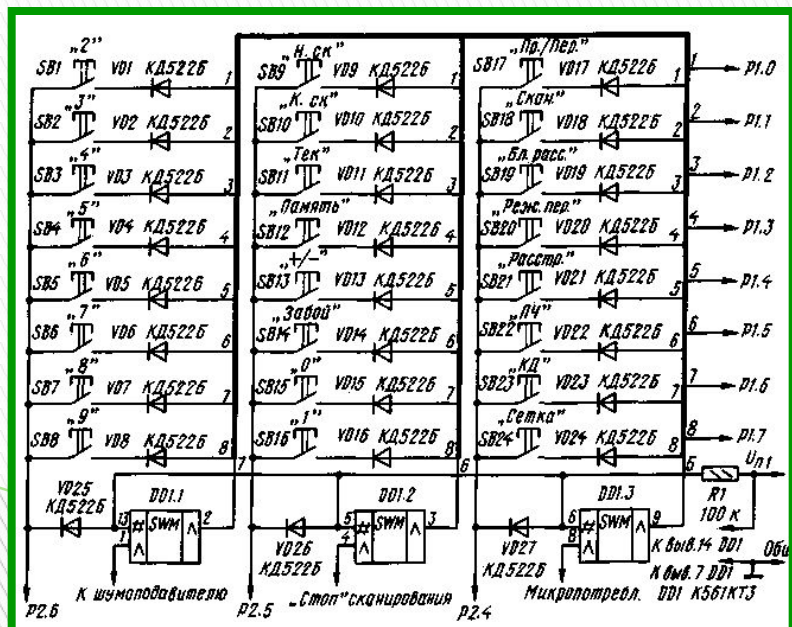 „2" „Н.ск" „Пр./Пер."
SB1 VD1 КД522Б 1 SB9 VD9 КД522Б 1 SB17 VD17 КД522Б 1 1 P1.0
„3" „К. ск" „Скан."
SB2 VD2 КД522Б 2 SB10 VD10 КД522Б 2 SB18 VD18 КД522Б 2 2 P1.1
„4" „Тек" „Бл. расс."
SB3 VD3 КД522Б 3 SB11 VD11 КД522Б 3 SB19 VD19 КД522Б 3 3 P1.2
„5" „Память" „Реж. пер."
SB4 VD4 КД522Б 4 SB12 VD12 КД522Б 4 SB20 VD20 КД522Б 4 4 P1.3
„6" „+/–" „Расстр."
SB5 VD5 КД522Б 5 SB13 VD13 КД522Б 5 SB21 VD21 КД522Б 5 5 P1.4
„7" „Забой" „ПЧ"
SB6 VD6 КД522Б 6 SB14 VD14 КД522Б 6 SB22 VD22 КД522Б 6 6 P1.5
„8" „0" „КД"
SB7 VD7 КД522Б 7 SB15 VD15 КД522Б 7 SB23 VD23 КД522Б 7 7 P1.6
„9" „1" „Сетка"
SB8 VD8 КД522Б 8 SB16 VD16 КД522Б 8 SB24 VD24 КД522Б 8 8 P1.7
7 6 5 Uп1
VD25 КД522Б DD1.1 13 # SWM ∧ 2 1 ∧
VD26 КД522Б DD1.2 5 # SWM ∧ 3 4 ∧
VD27 КД522Б DD1.3 6 # SWM ∧ 9 8 ∧
R1 100 к
К выв.14 DD1 Общ
К выв. 7 DD1
К шумоподавителю „Стоп" сканирования Микропотребл. DD1 К561КТ3
P2.6 P2.5 P2.4